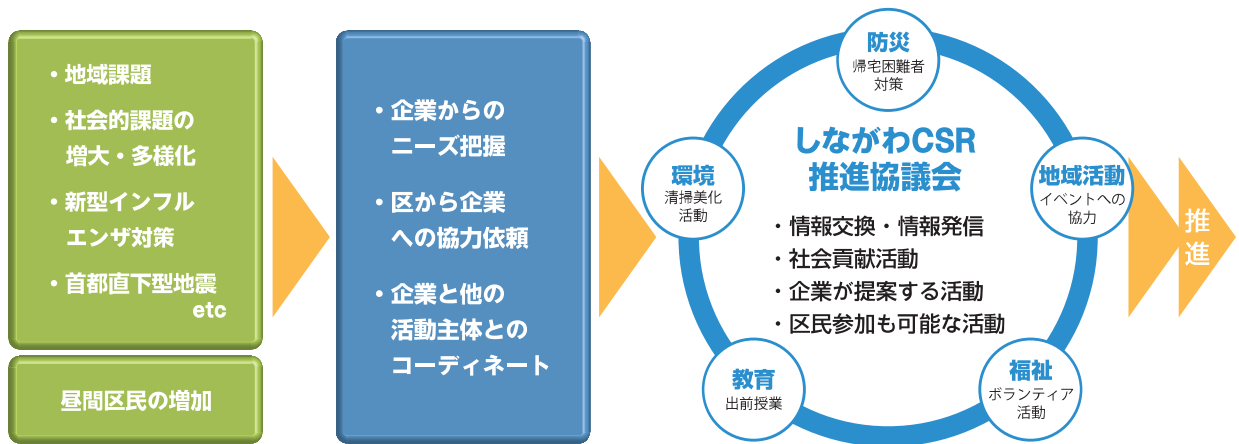 ・地域課題
・社会的課題の
増大・多様化
・新型インフル
エンザ対策
・首都直下型地震
etc
昼間区民の増加
・企業からの
ニーズ把握
・区から企業
への協力依頼
・企業と他の
活動主体との
コーディネート
防災
帰宅困難者
対策
環境
清掃美化
活動
しながわCSR
推進協議会
・情報交換・情報発信
・社会貢献活動
・企業が提案する活動
・区民参加も可能な活動
地域活動
イベントへの
協力
教育
出前授業
福祉
ボランティア
活動
推
進